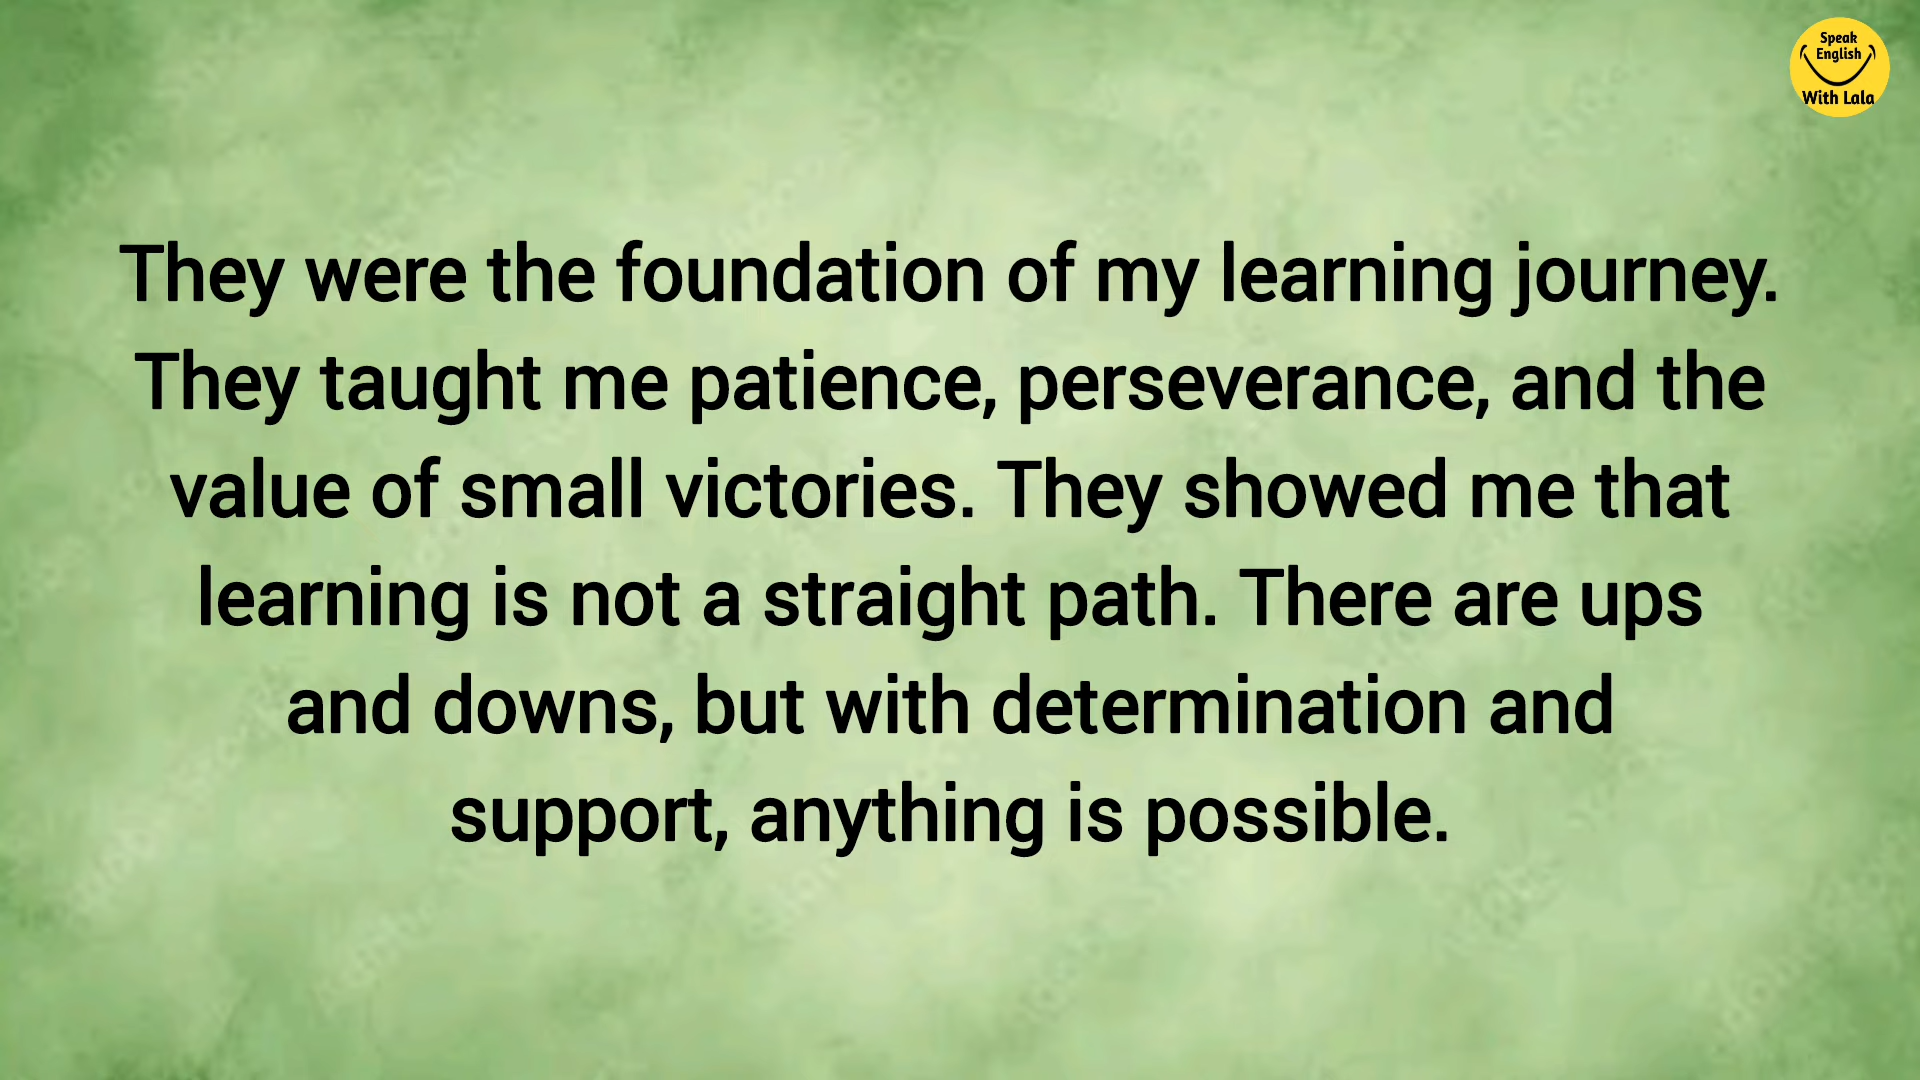 Speak
English
With Lala
They were the foundation of my learning journey.
They taught me patience, perseverance, and the
value of small victories. They showed me that
learning is not a straight path. There are ups
and downs, but with determination and
support, anything is possible.